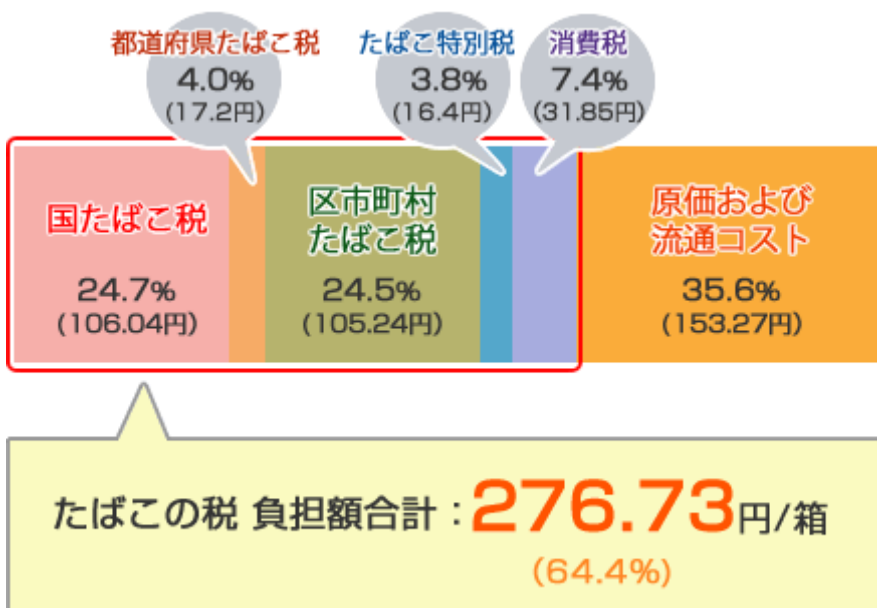 都道府県たばこ税
4.0%
(17.2円)
たばこ特別税
3.8%
(16.4円)
消費税
7.4%
(31.85円)
国たばこ税
24.7%
(106.04円)
区市町村
たばこ税
24.5%
(105.24円)
原価および
流通コスト
35.6%
(153.27円)
たばこの税 負担額合計:276.73円/箱
(64.4%)